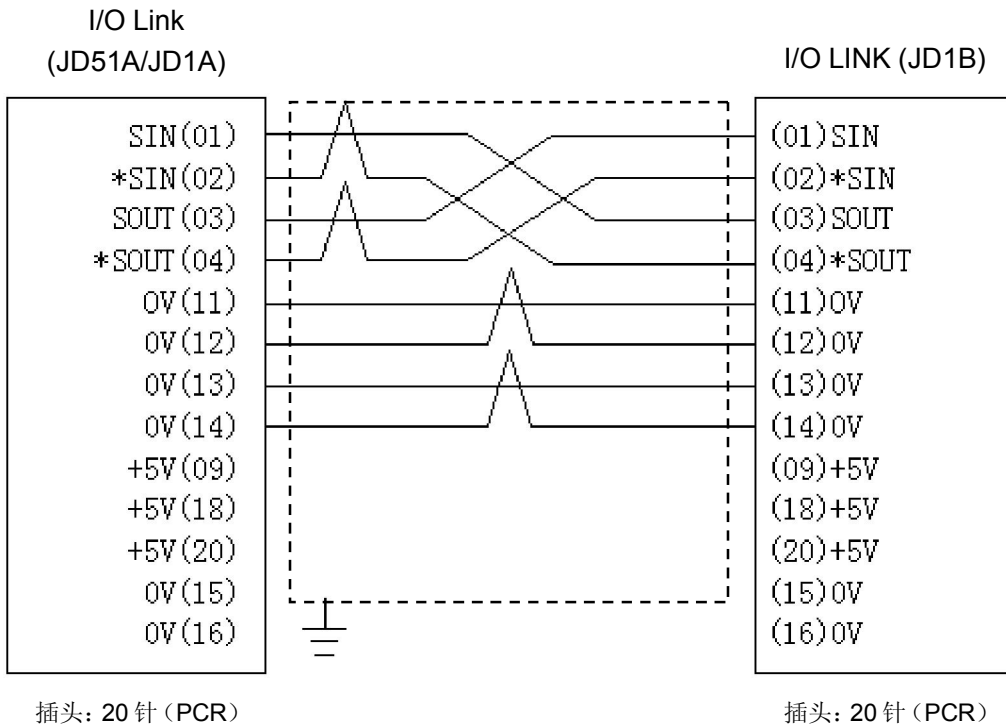 I/O Link
(JD51A/JD1A)
I/O LINK (JD1B)
SIN(01)
*SIN(02)
SOUT(03)
*SOUT(04)
0V(11)
0V(12)
0V(13)
0V(14)
+5V(09)
+5V(18)
+5V(20)
0V(15)
0V(16)
(01)SIN
(02)*SIN
(03)SOUT
(04)*SOUT
(11)0V
(12)0V
(13)0V
(14)0V
(09)+5V
(18)+5V
(20)+5V
(15)0V
(16)0V
插头：20 针（PCR）
插头：20 针（PCR）